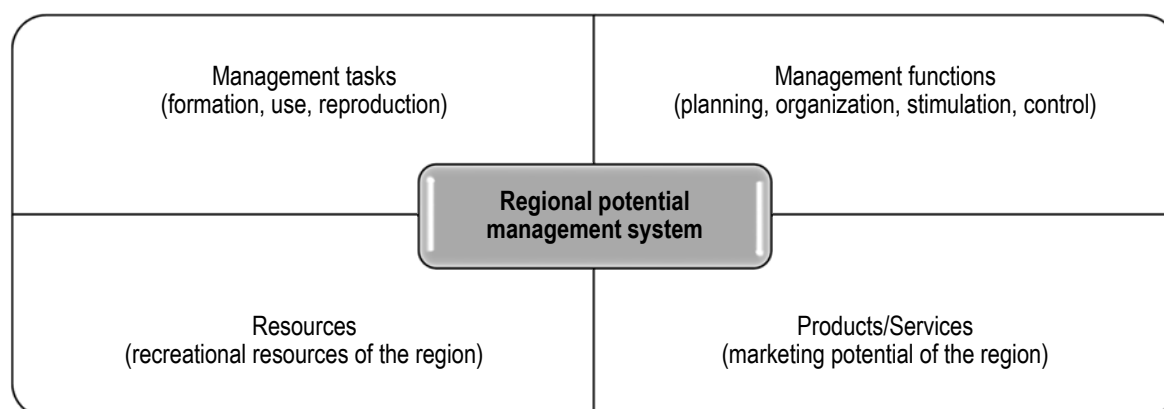 Management tasks
(formation, use, reproduction)
Management functions
(planning, organization, stimulation, control)
Regional potential
management system
Resources
(recreational resources of the region)
Products/Services
(marketing potential of the region)